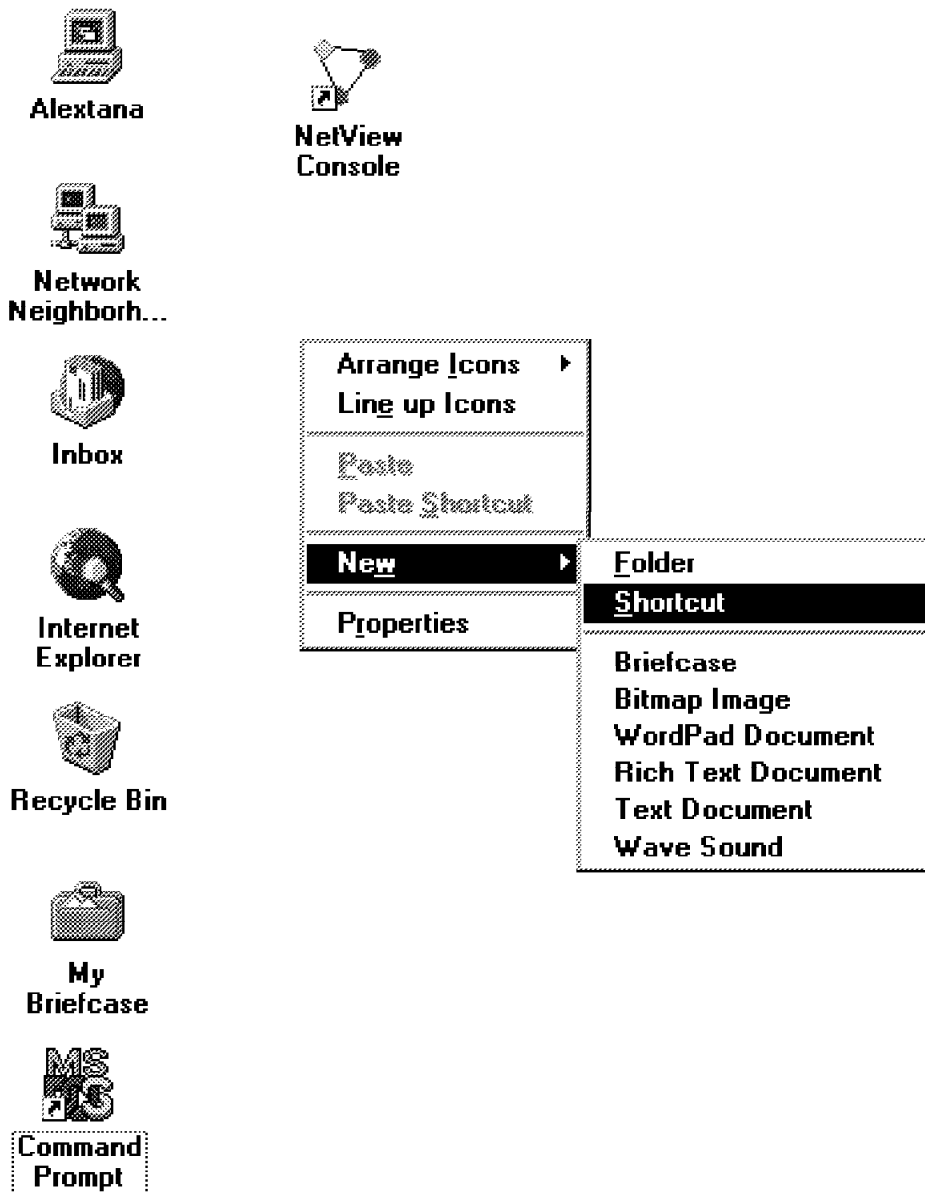 Alextana
NetView
Console
Network
Neighborh...
Inbox
Internet
Explorer
Recycle Bin
My
Briefcase
MS
DOS
Command
Prompt
Arrange Icons
Line up Icons
Paste
Paste Shortcut
New
Properties
Folder
Shortcut
Briefcase
Bitmap Image
WordPad Document
Rich Text Document
Text Document
Wave Sound